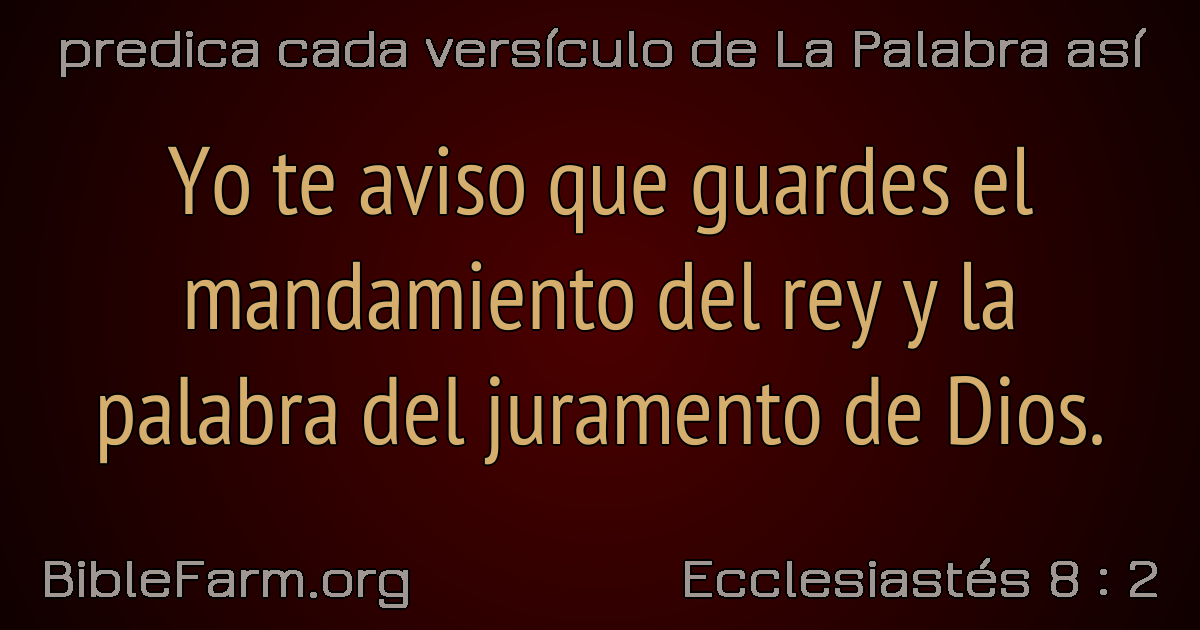 predica cada versículo de La Palabra así
Yo te aviso que guardes el
mandamiento del rey y la
palabra del juramento de Dios.
BibleFarm.org
Ecclesiastés 8 : 2